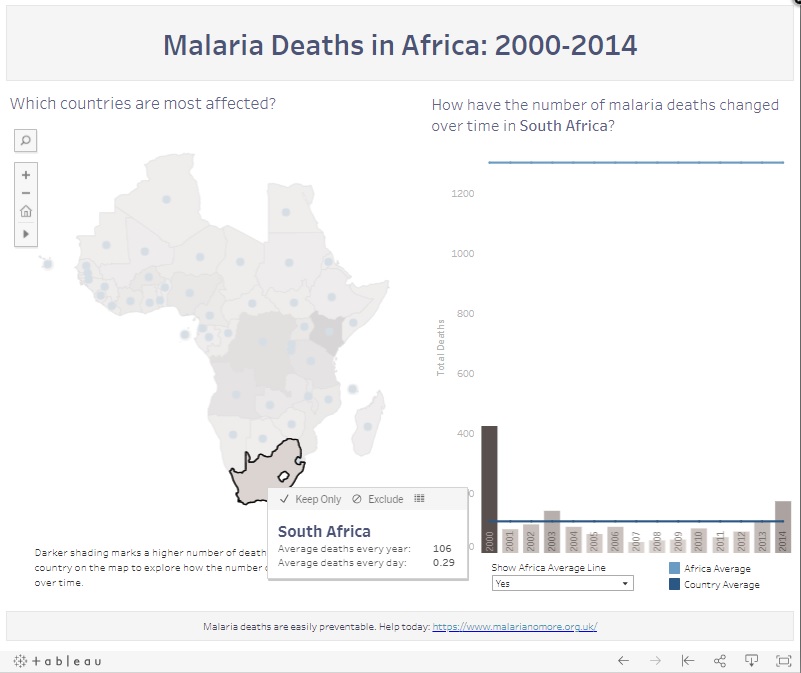 Malaria Deaths in Africa: 2000-2014
Which countries are most affected?
How have the number of malaria deaths changed
over time in South Africa?
1200
1000
800
600
400
0
0
Total Deaths
2000
2001
2002
2003
2004
2005
2006
2007
2008
2009
2010
2011
2012
2013
2014
Keep Only
Exclude
South Africa
Average deaths every year: 106
Average deaths every day: 0.29
Darker shading marks a higher number of death
country on the map to explore how the number
over time.
Show Africa Average Line
Yes
Africa Average
Country Average
Malaria deaths are easily preventable. Help today: https://www.malarianomore.org.uk/
+ a b l e a u